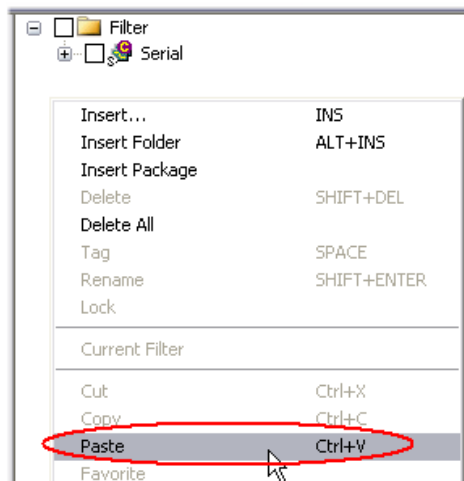 Filter
S Serial
Insert... INS
Insert Folder ALT+INS
Insert Package
Delete SHIFT+DEL
Delete All
Tag SPACE
Rename SHIFT+ENTER
Lock
Current Filter
Cut Ctrl+X
Copy Ctrl+C
Paste Ctrl+V
Favorite